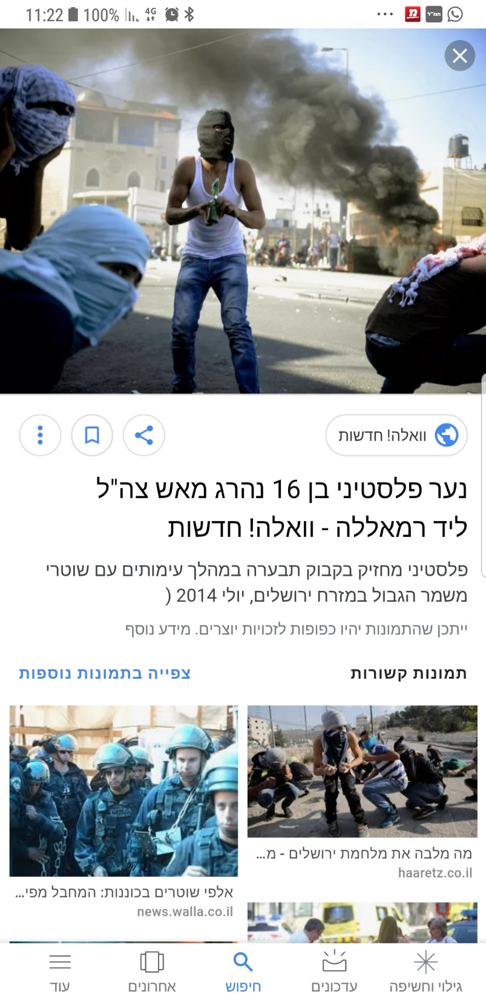 11:22 100% 4G
וואלה! חדשות
נער פלסטיני בן 16 נהרג מאש צה"ל
ליד רמאללה - וואלה! חדשות
פלסטיני מחזיק בקבוק תבערה במהלך עימותים עם שוטרי
משמר הגבול במזרח ירושלים, יולי 2014 (
ייתכן שהתמונות יהיו כפופות לזכויות יוצרים. מידע נוסף
תמונות קשורות
צפייה בתמונות נוספות
מה מלבה את מלחמת ירושלים - מ...
haaretz.co.il
אלפי שוטרים בכוננות: המחבל מפי...
news.walla.co.il
גילוי וחשיפה
עדכונים
חיפוש
אחרונים
עוד